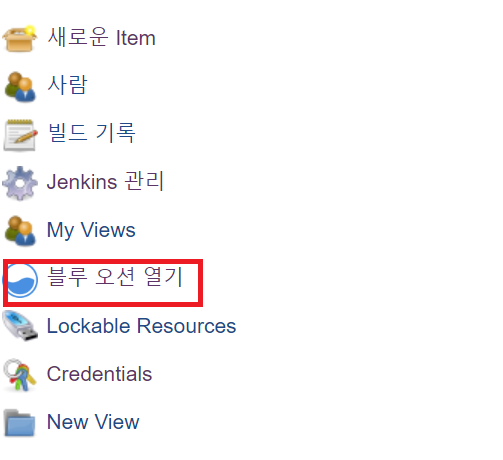 새로운 Item
사람
빌드 기록
Jenkins 관리
My Views
블루 오션 열기
Lockable Resources
Credentials
New View